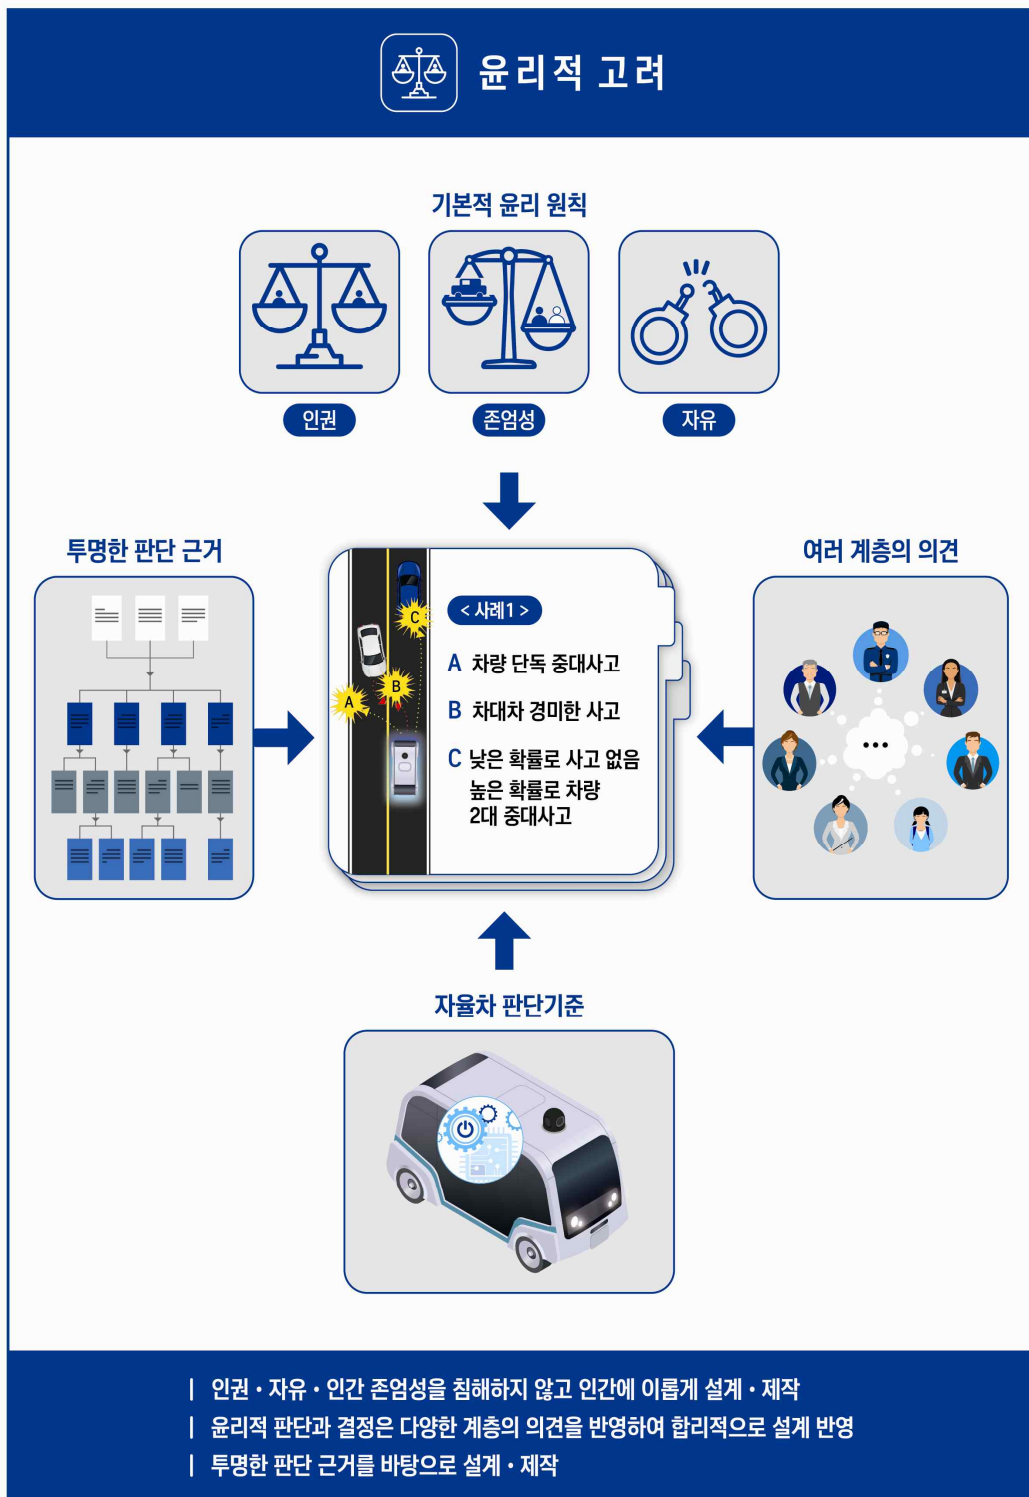 윤리적 고려
기본적 윤리 원칙
인권
존엄성
자유
투명한 판단 근거
여러 계층의 의견
C
B
A
< 사례1 >
A 차량 단독 중대사고
B 차대차 경미한 사고
C 낮은 확률로 사고 없음
높은 확률로 차량
2대 중대사고
자율차 판단기준
| 인권・자유・인간 존엄성을 침해하지 않고 인간에 이롭게 설계・제작
| 윤리적 판단과 결정은 다양한 계층의 의견을 반영하여 합리적으로 설계 반영
| 투명한 판단 근거를 바탕으로 설계・제작